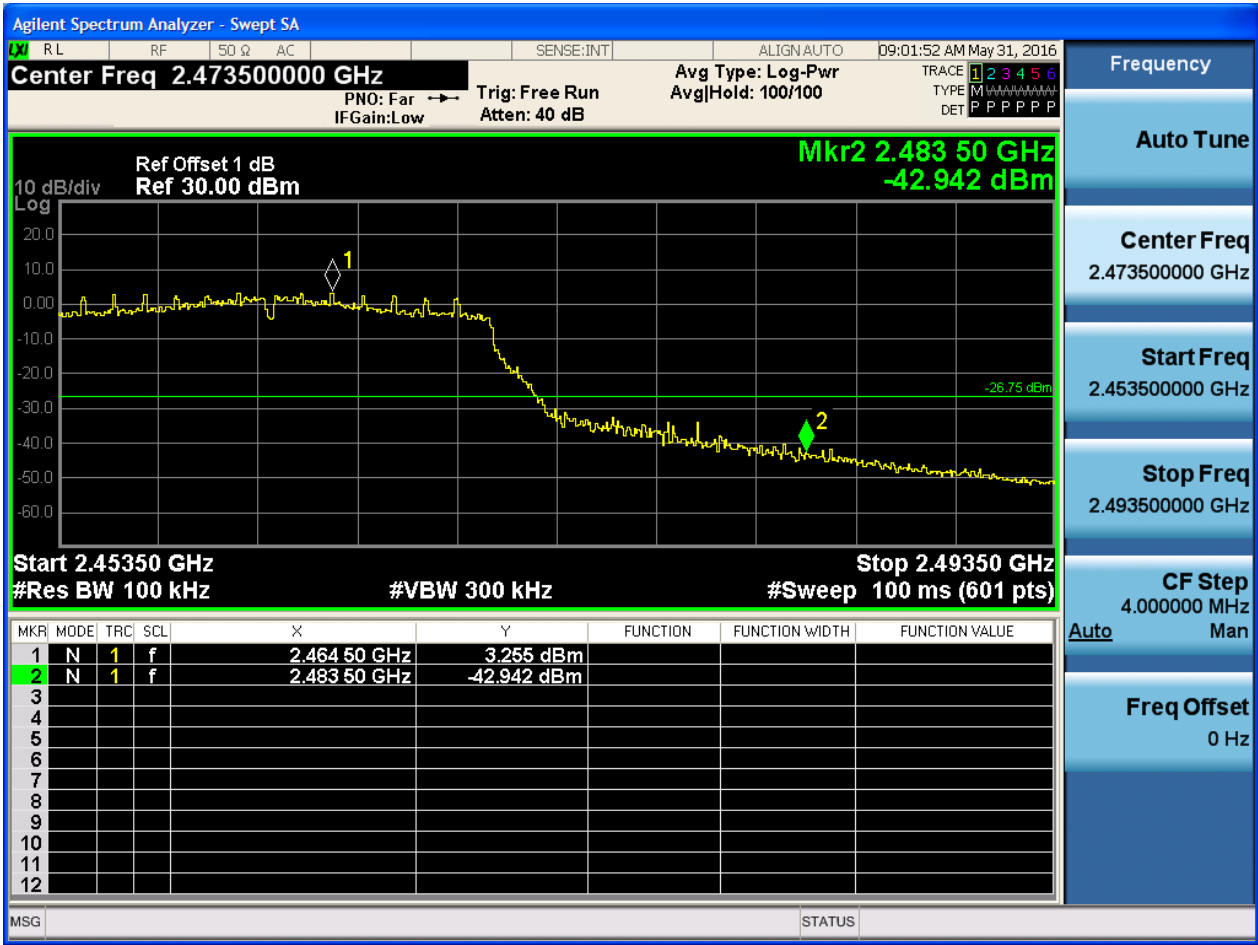 Agilent Spectrum Analyzer - Swept SA
LXI RL RF 50 Ω AC SENSE:INT ALIGN AUTO 09:01:52 AM May 31, 2016
Center Freq 2.473500000 GHz
PNO: Far
IFGain:Low
Trig: Free Run
Atten: 40 dB
Avg Type: Log-Pwr
Avg|Hold: 100/100
TRACE 1 2 3 4 5 6
TYPE M WWWWW
DET P P P P P P
Mkr2 2.483 50 GHz
-42.942 dBm
Ref Offset 1 dB
10 dB/div Ref 30.00 dBm
Log
20.0
10.0
0.00
-10.0
-20.0
-30.0
-40.0
-50.0
-60.0
1
-26.75 dBm
2
Start 2.45350 GHz Stop 2.49350 GHz
#Res BW 100 kHz #VBW 300 kHz #Sweep 100 ms (601 pts)
MKR MODE TRC SCL X Y FUNCTION FUNCTION WIDTH FUNCTION VALUE
1 N 1 f 2.464 50 GHz 3.255 dBm
2 N 1 f 2.483 50 GHz -42.942 dBm
3
4
5
6
7
8
9
10
11
12
MSG STATUS
Frequency
Auto Tune
Center Freq
2.473500000 GHz
Start Freq
2.453500000 GHz
Stop Freq
2.493500000 GHz
CF Step
4.000000 MHz
Auto Man
Freq Offset
0 Hz